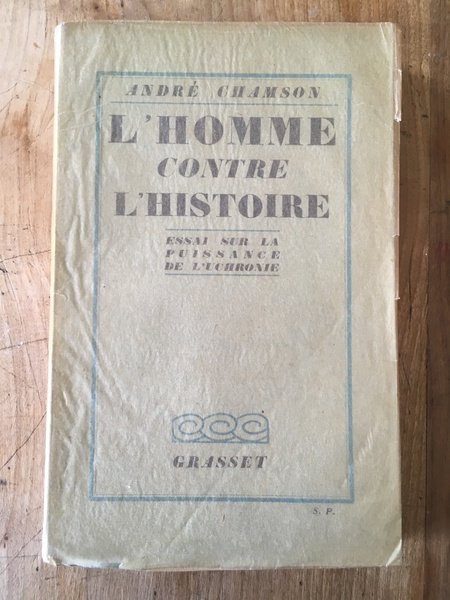 ANDRÉ CHAMSON
L'HOMME
CONTRE
L'HISTOIRE
ESSAI SUR LA
PUISSANCE
DE L'UCHRONIE
GRASSET
S. P.